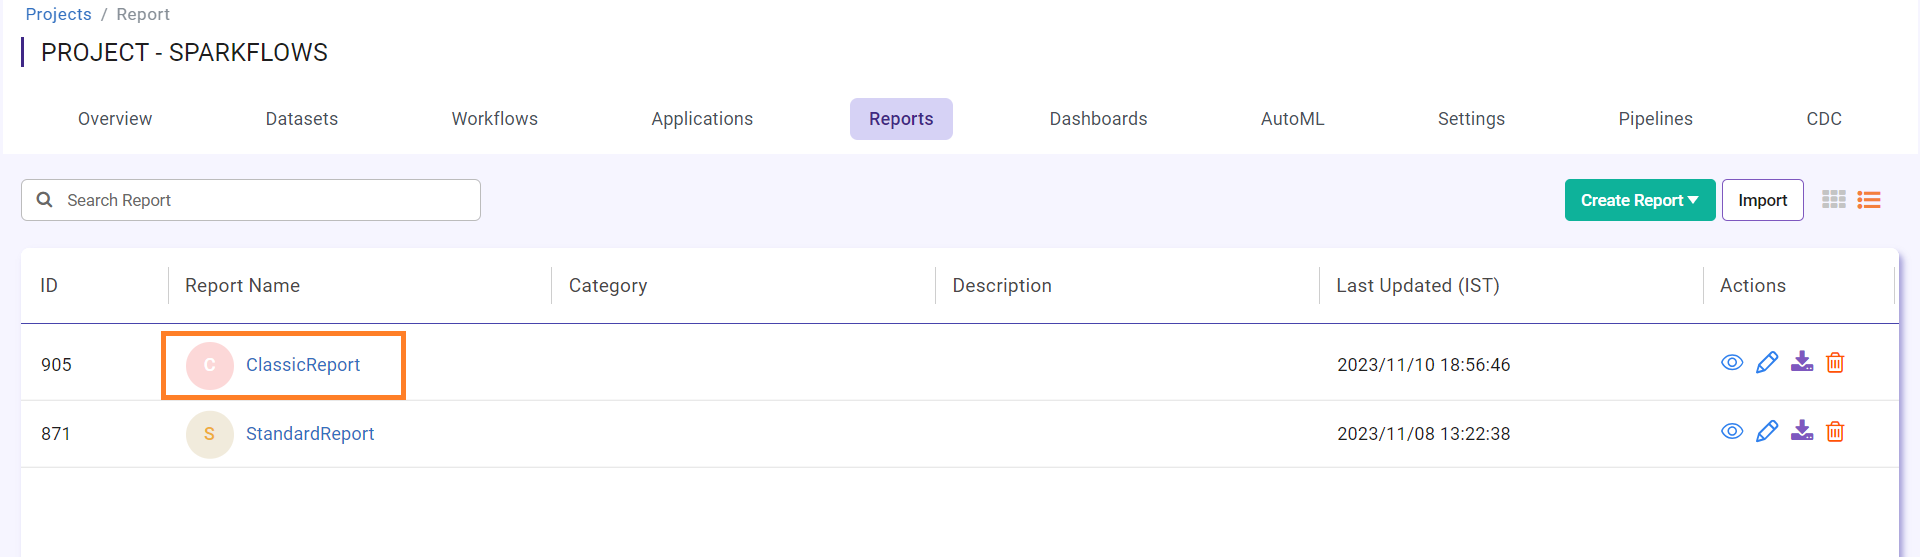 Projects / Report
PROJECT - SPARKFLOWS
Overview Datasets Workflows Applications Reports Dashboards AutoML Settings Pipelines CDC
Search Report Create Report Import
ID Report Name Category Description Last Updated (IST) Actions
905 C ClassicReport 2023/11/10 18:56:46
871 S StandardReport 2023/11/08 13:22:38